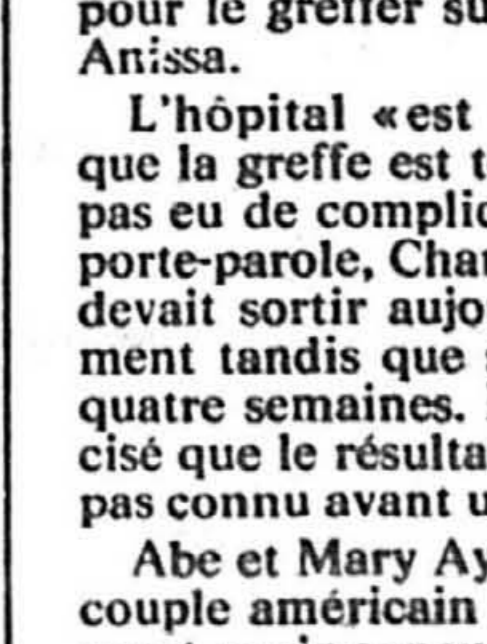 pour le greffer su
Anissa.
L'hôpital «est
que la greffe est t
pas eu de complic
porte-parole, Cha
devait sortir aujo
ment tandis que
quatre semaines.
cisé que le résulta
pas connu avant u
Abe et Mary Ay
couple américain